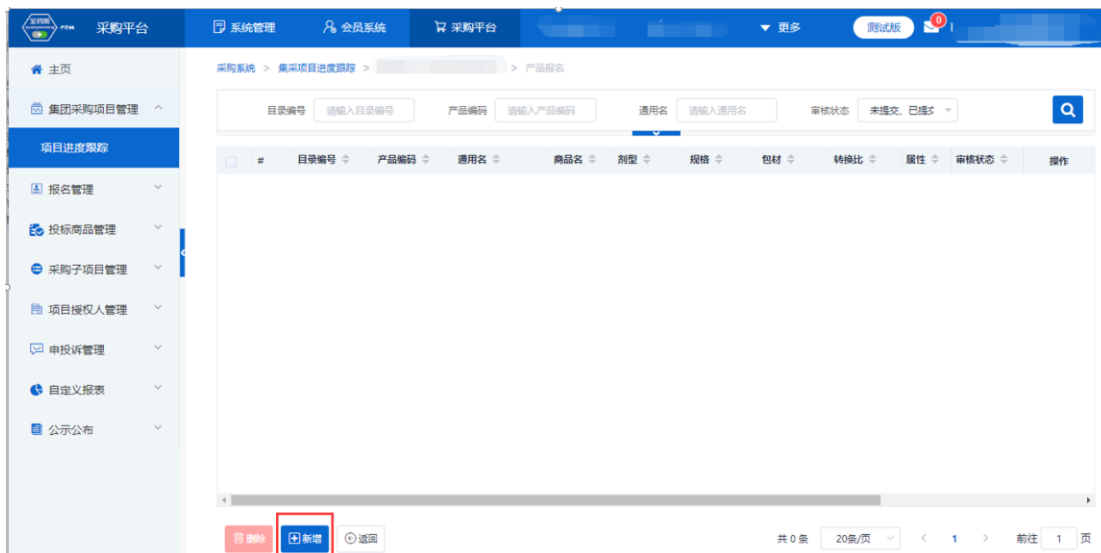 采购平台 系统管理 会员系统 采购平台 更多 测试版 0
主页
采购系统 > 集采项目进度跟踪 > > 产品报名
集团采购项目管理
目录编号 请输入目录编号 产品编码 请输入产品编码 通用名 请输入通用名 审核状态 未提交、已提交
项目进度跟踪
# 目录编号 产品编码 通用名 商品名 剂型 规格 包材 转换比 属性 审核状态 操作
报名管理
投标商品管理
采购子项目管理
项目授权人管理
申投诉管理
自定义报表
公示公布
删除 新增 返回 共 0 条 20条/页 < 1 > 前往 1 页